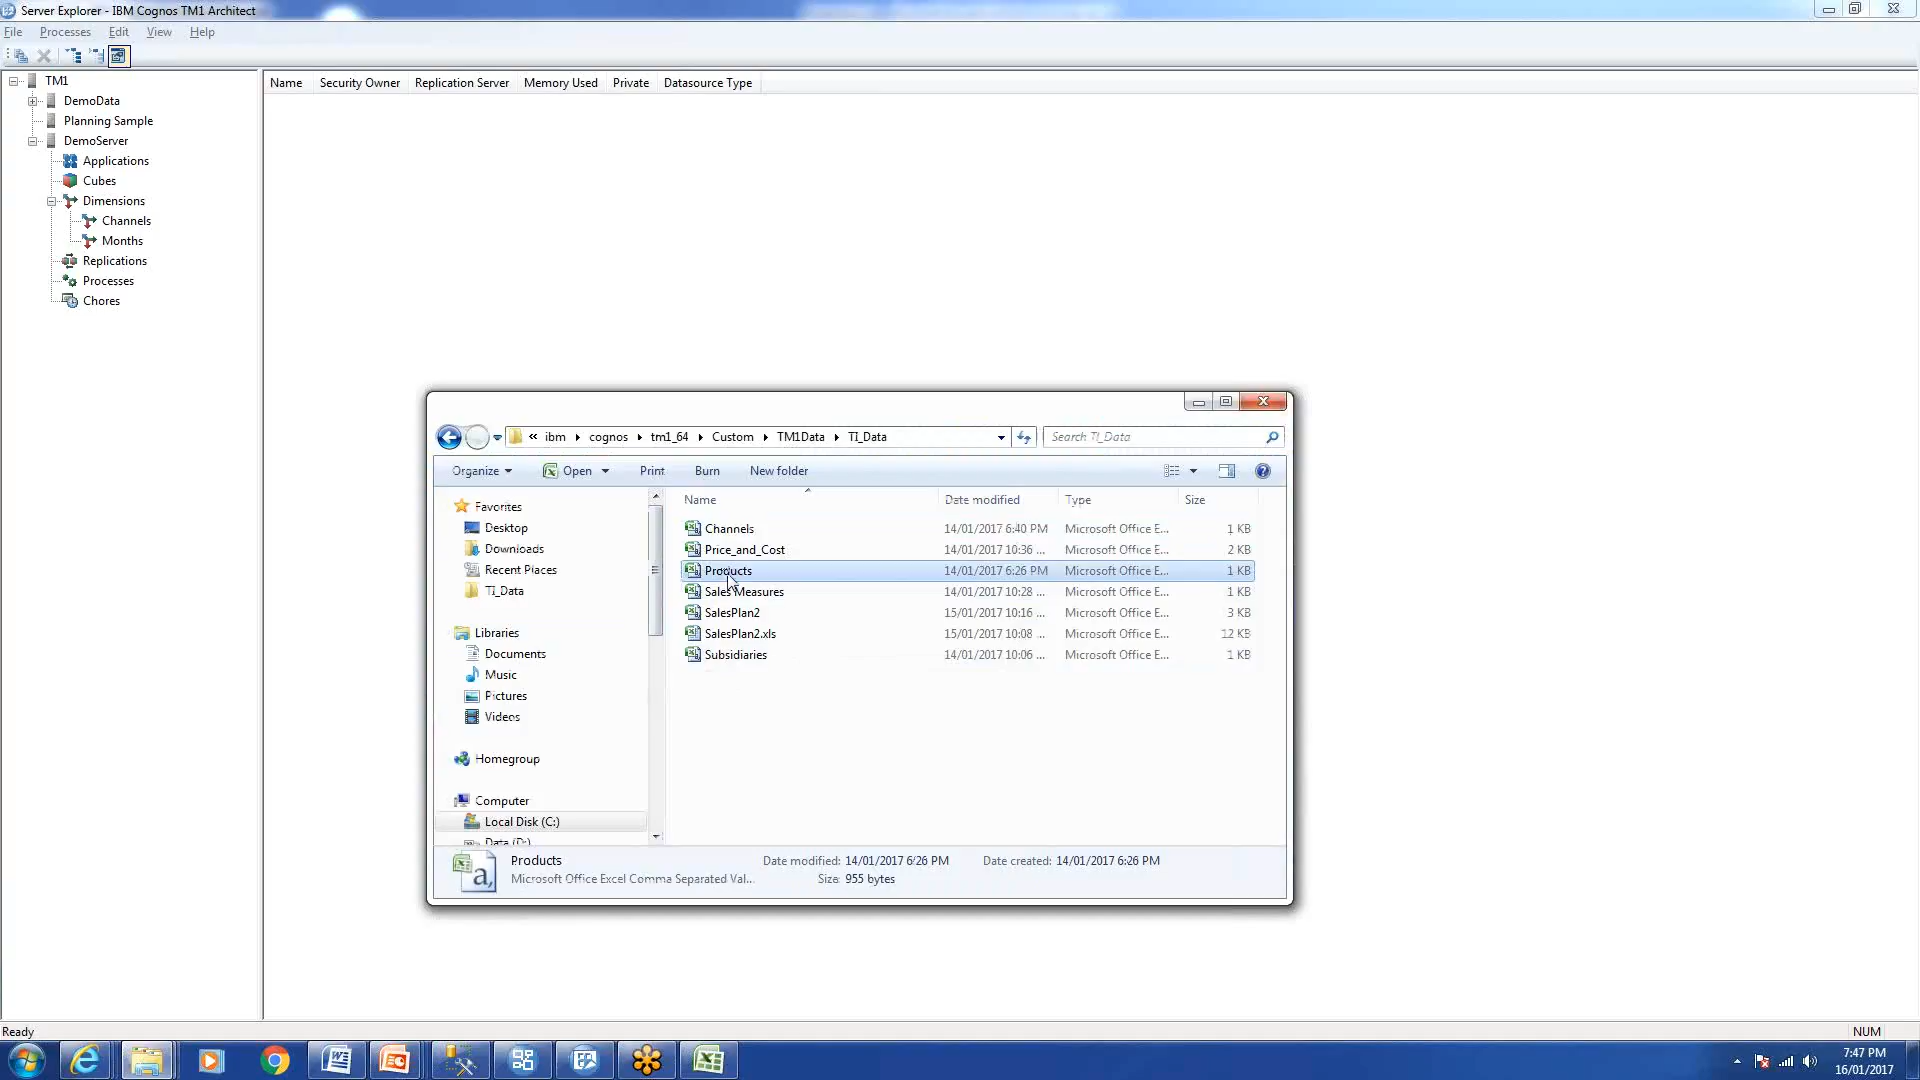 Server Explorer - IBM Cognos TM1 Architect
File Processes Edit View Help
TM1
DemoData
Planning Sample
DemoServer
Applications
Cubes
Dimensions
Channels
Months
Replications
Processes
Chores
Name Security Owner Replication Server Memory Used Private Datasource Type
« ibm cognos tm1_64 Custom TM1Data TI_Data
Search TI_Data
Organize Open Print Burn New folder
Favorites
Desktop
Downloads
Recent Places
TI_Data
Libraries
Documents
Music
Pictures
Videos
Homegroup
Computer
Local Disk (C:)
Data (D:)
Name Date modified Type Size
Channels 14/01/2017 6:40 PM Microsoft Office E... 1 KB
Price_and_Cost 14/01/2017 10:36 ... Microsoft Office E... 2 KB
Products 14/01/2017 6:26 PM Microsoft Office E... 1 KB
Sales Measures 14/01/2017 10:28 ... Microsoft Office E... 1 KB
SalesPlan2 15/01/2017 10:16 ... Microsoft Office E... 3 KB
SalesPlan2.xls 15/01/2017 10:08 ... Microsoft Office E... 12 KB
Subsidiaries 14/01/2017 10:06 ... Microsoft Office E... 1 KB
Products Date modified: 14/01/2017 6:26 PM Date created: 14/01/2017 6:26 PM
Microsoft Office Excel Comma Separated Val... Size: 955 bytes
Ready NUM
7:47 PM
16/01/2017